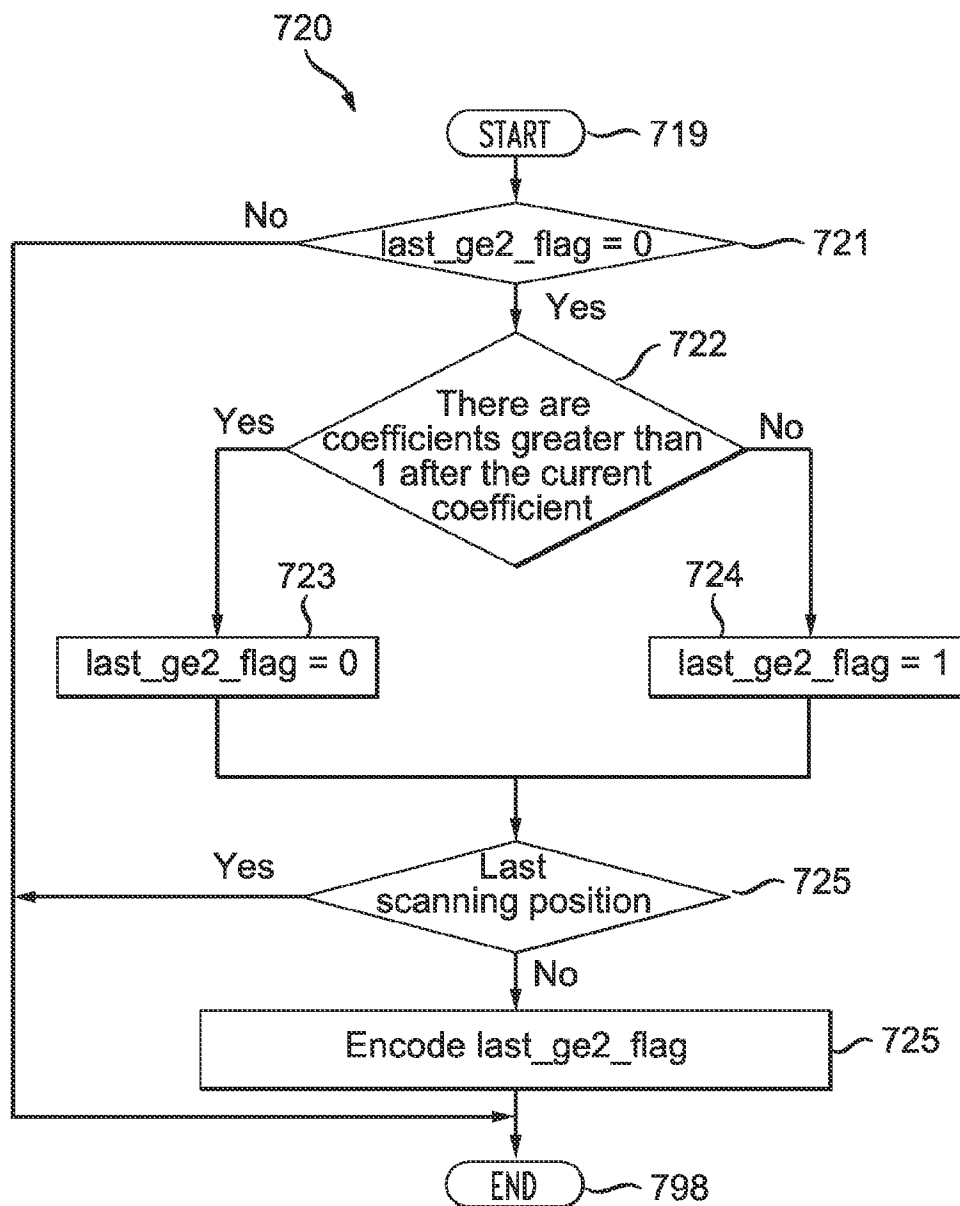 720
START
719
No
last_ge2_flag = 0
721
Yes
722
There are
coefficients greater than
1 after the current
coefficient
Yes
No
723
724
last_ge2_flag = 0
last_ge2_flag = 1
Yes
Last
scanning position
725
No
Encode last_ge2_flag
725
END
798